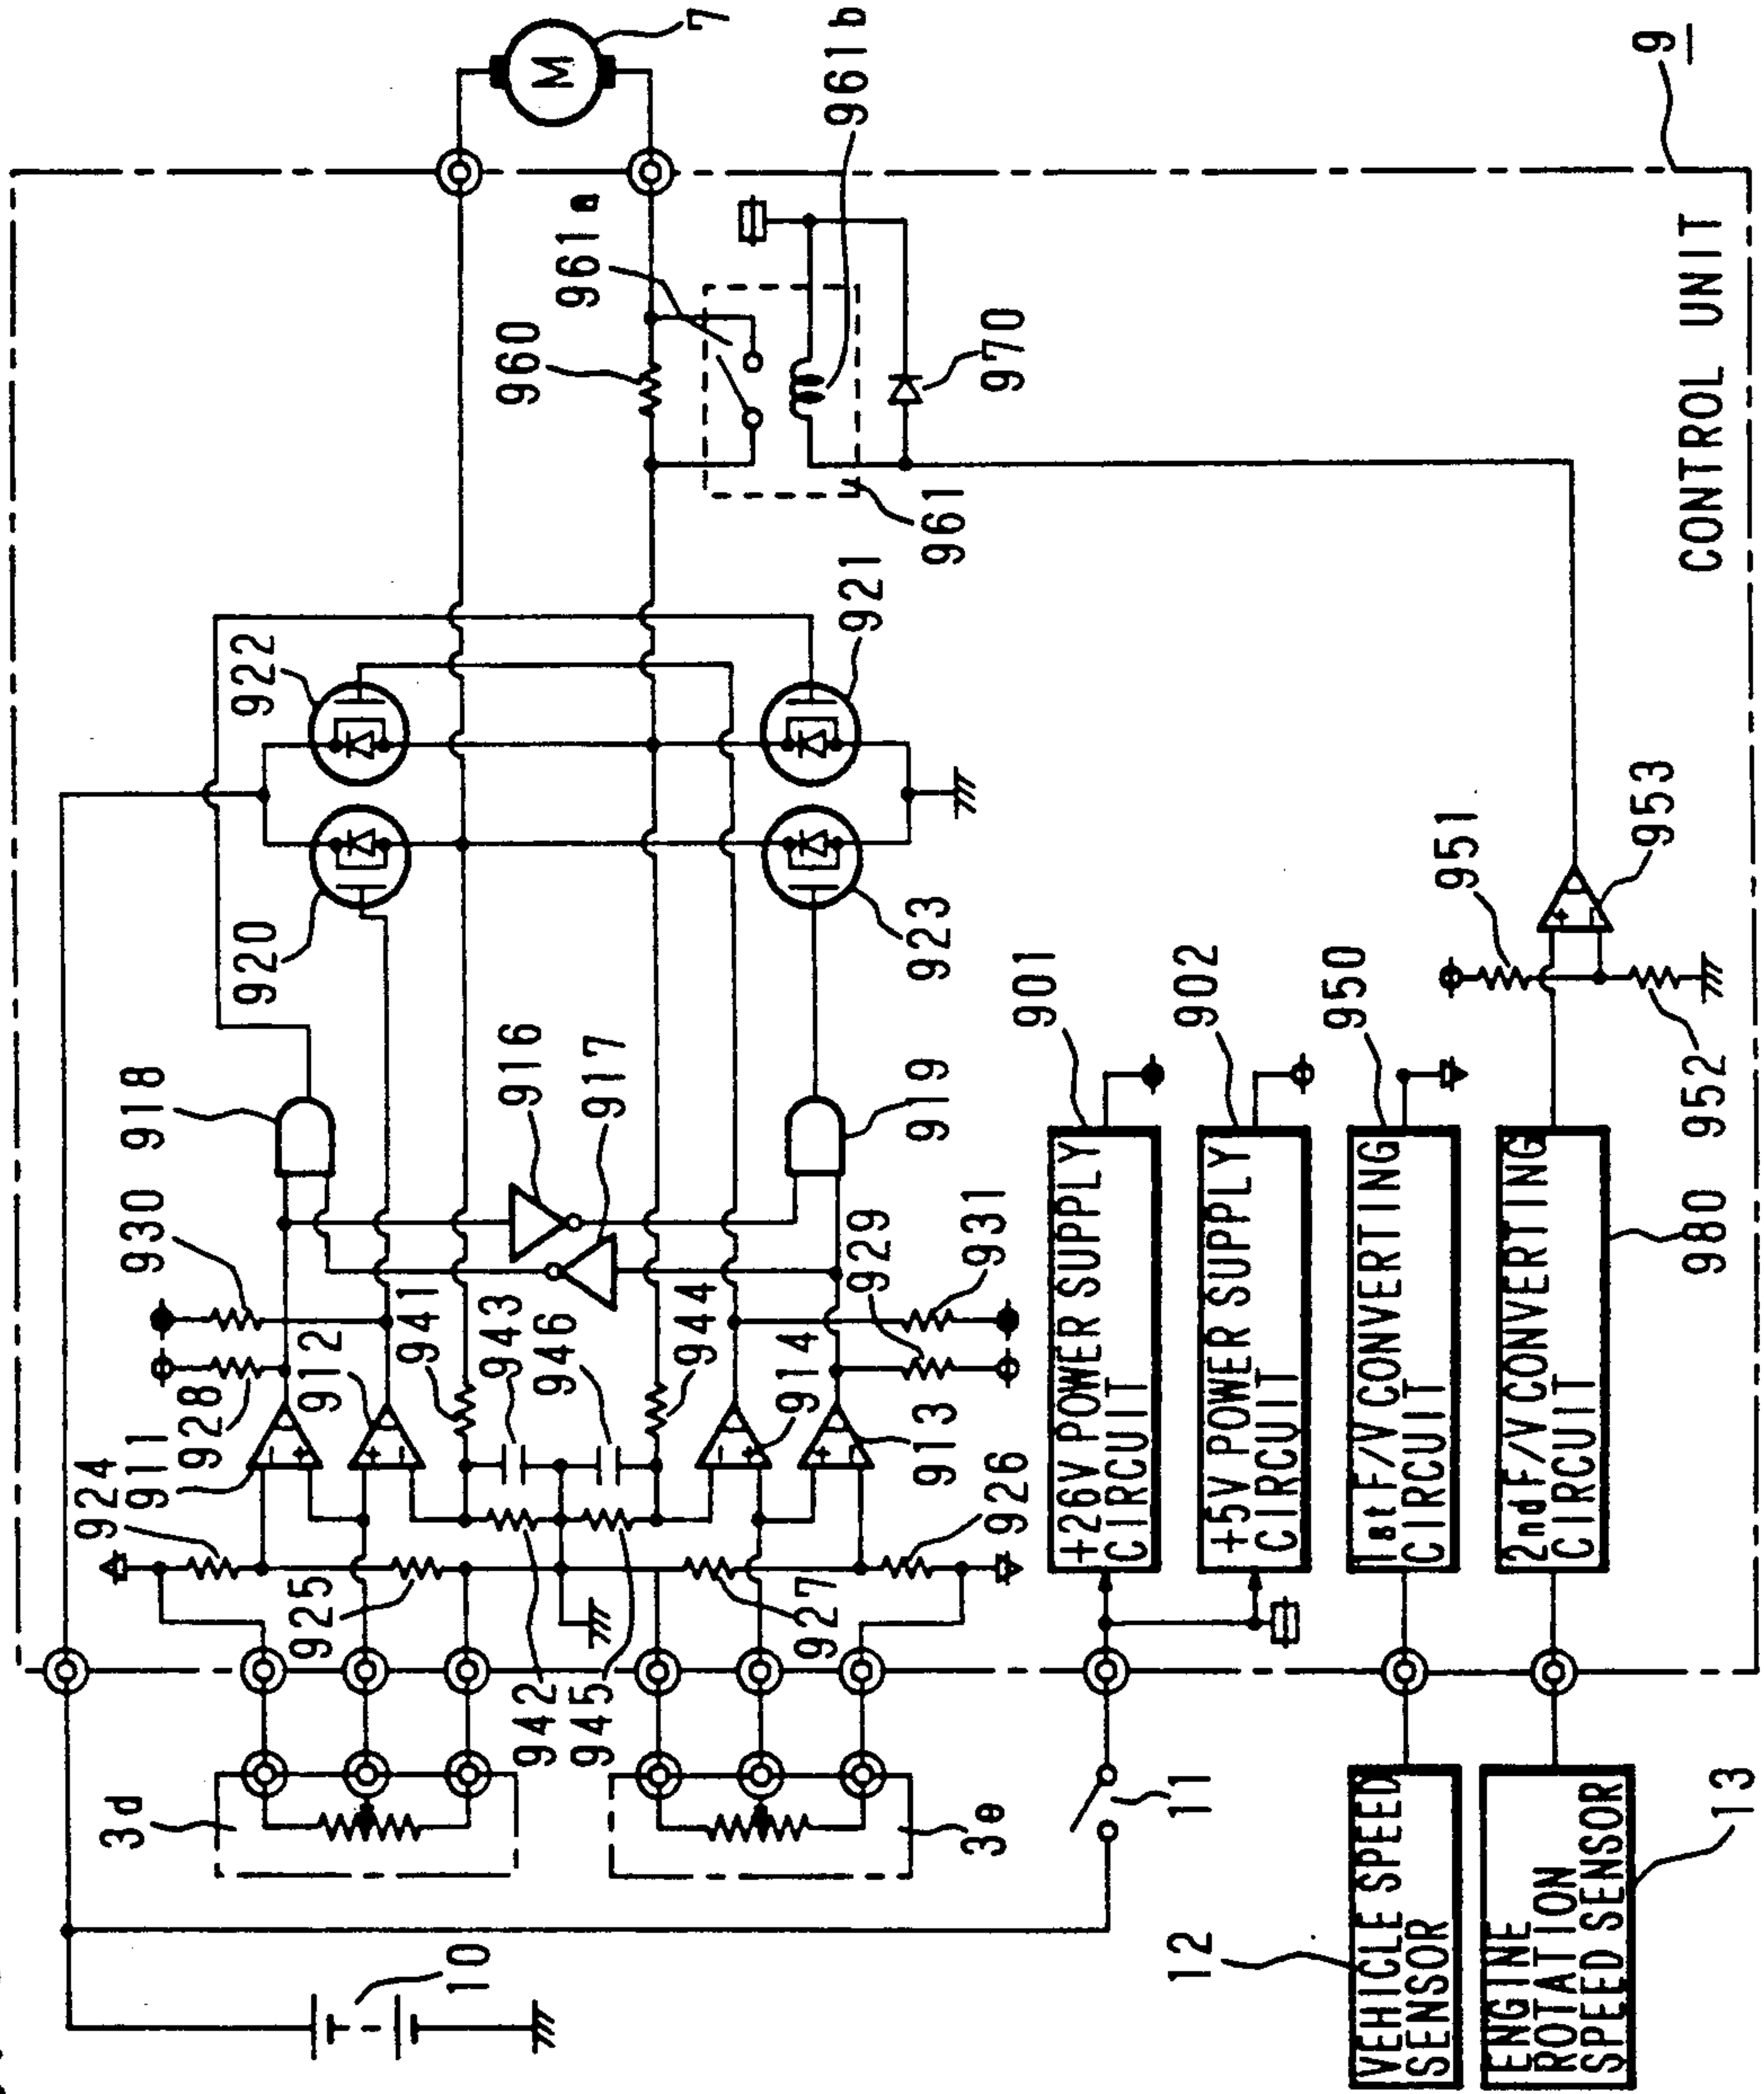 7
M
961b
9
961a
960
970
961
CONTROL UNIT
922
921
920
923
953
951
901
902
950
952
918
916
917
919
930
941
943
946
944
929
931
+26V POWER SUPPLY
CIRCUIT
+5V POWER SUPPLY
CIRCUIT
1st F/V CONVERTING
CIRCUIT
2nd F/V CONVERTING
CIRCUIT
980
924
911
928
912
914
913
926
925
927
942
945
3d
3e
11
10
12
VEHICLE SPEED
SENSOR
ENGINE
ROTATION
SPEED SENSOR
13